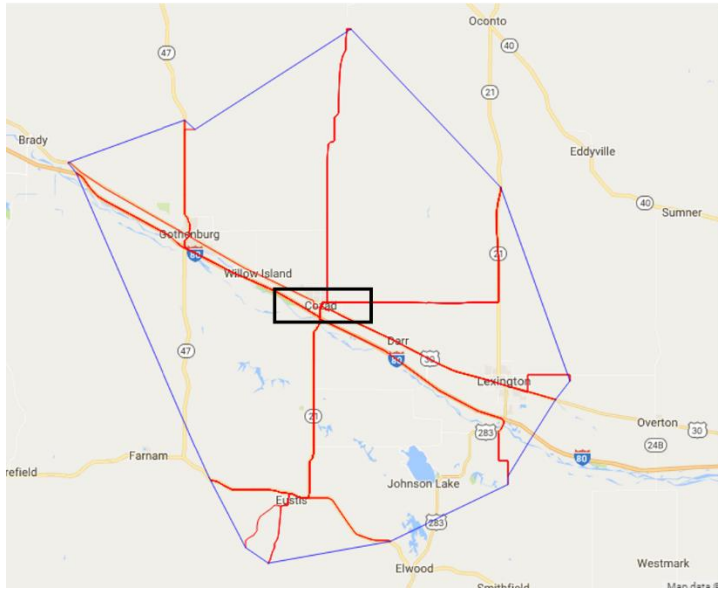 Oconto
40
47
21
Brady
Eddyville
40
Sumner
Gothenburg
80
21
Willow Island
Cozad
Darr
30
80
47
Lexington
21
Overton
30
283
24B
Farnam
80
refield
Johnson Lake
Eustis
283
Elwood
Westmark
Smithfield
Map data ©